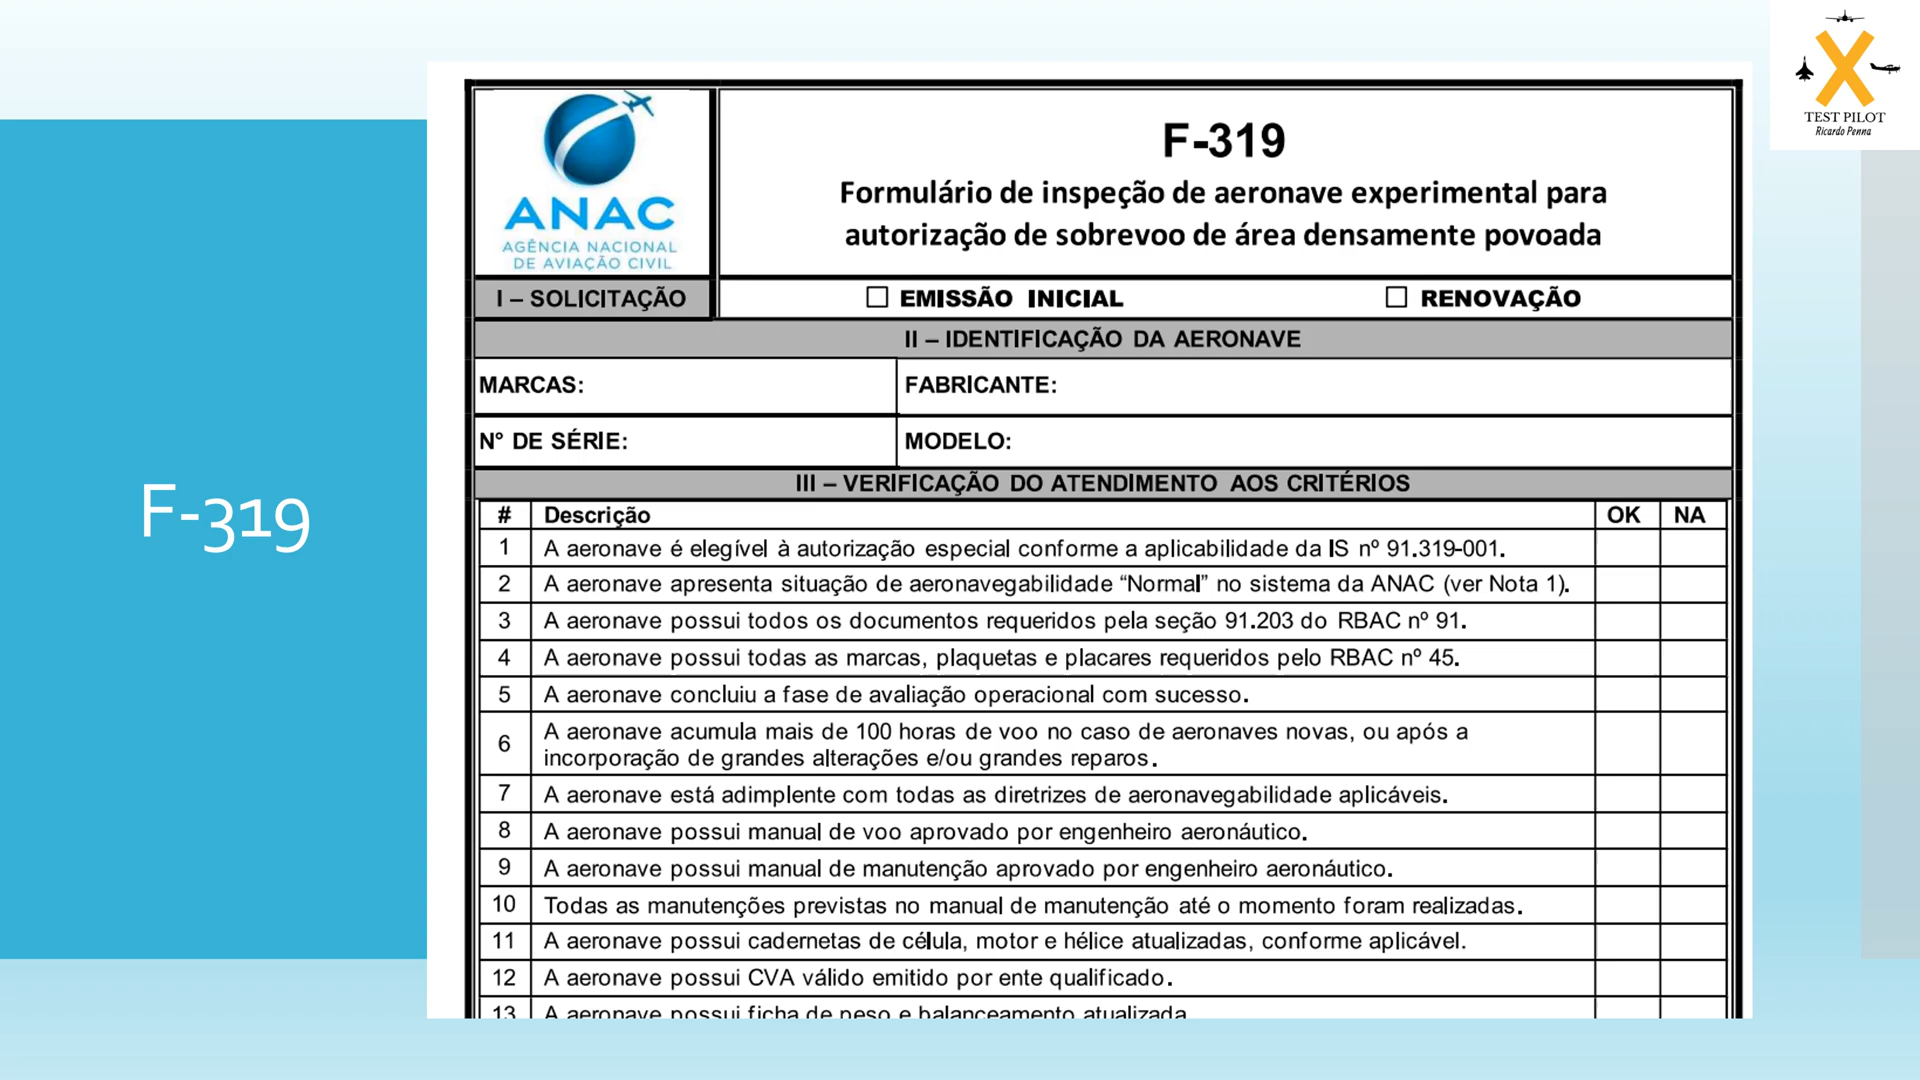 TEST PILOT
Ricardo Penna
F-319
ANAC
AGÊNCIA NACIONAL
DE AVIAÇÃO CIVIL
F-319
Formulário de inspeção de aeronave experimental para
autorização de sobrevoo de área densamente povoada
I – SOLICITAÇÃO
EMISSÃO INICIAL
RENOVAÇÃO
II – IDENTIFICAÇÃO DA AERONAVE
MARCAS:
FABRICANTE:
N° DE SÉRIE:
MODELO:
III – VERIFICAÇÃO DO ATENDIMENTO AOS CRITÉRIOS
# Descrição OK NA
1 A aeronave é elegível à autorização especial conforme a aplicabilidade da IS nº 91.319-001.
2 A aeronave apresenta situação de aeronavegabilidade “Normal” no sistema da ANAC (ver Nota 1).
3 A aeronave possui todos os documentos requeridos pela seção 91.203 do RBAC nº 91.
4 A aeronave possui todas as marcas, plaquetas e placares requeridos pelo RBAC nº 45.
5 A aeronave concluiu a fase de avaliação operacional com sucesso.
6 A aeronave acumula mais de 100 horas de voo no caso de aeronaves novas, ou após a
incorporação de grandes alterações e/ou grandes reparos.
7 A aeronave está adimplente com todas as diretrizes de aeronavegabilidade aplicáveis.
8 A aeronave possui manual de voo aprovado por engenheiro aeronáutico.
9 A aeronave possui manual de manutenção aprovado por engenheiro aeronáutico.
10 Todas as manutenções previstas no manual de manutenção até o momento foram realizadas.
11 A aeronave possui cadernetas de célula, motor e hélice atualizadas, conforme aplicável.
12 A aeronave possui CVA válido emitido por ente qualificado.
13 A aeronave possui ficha de peso e balanceamento atualizada